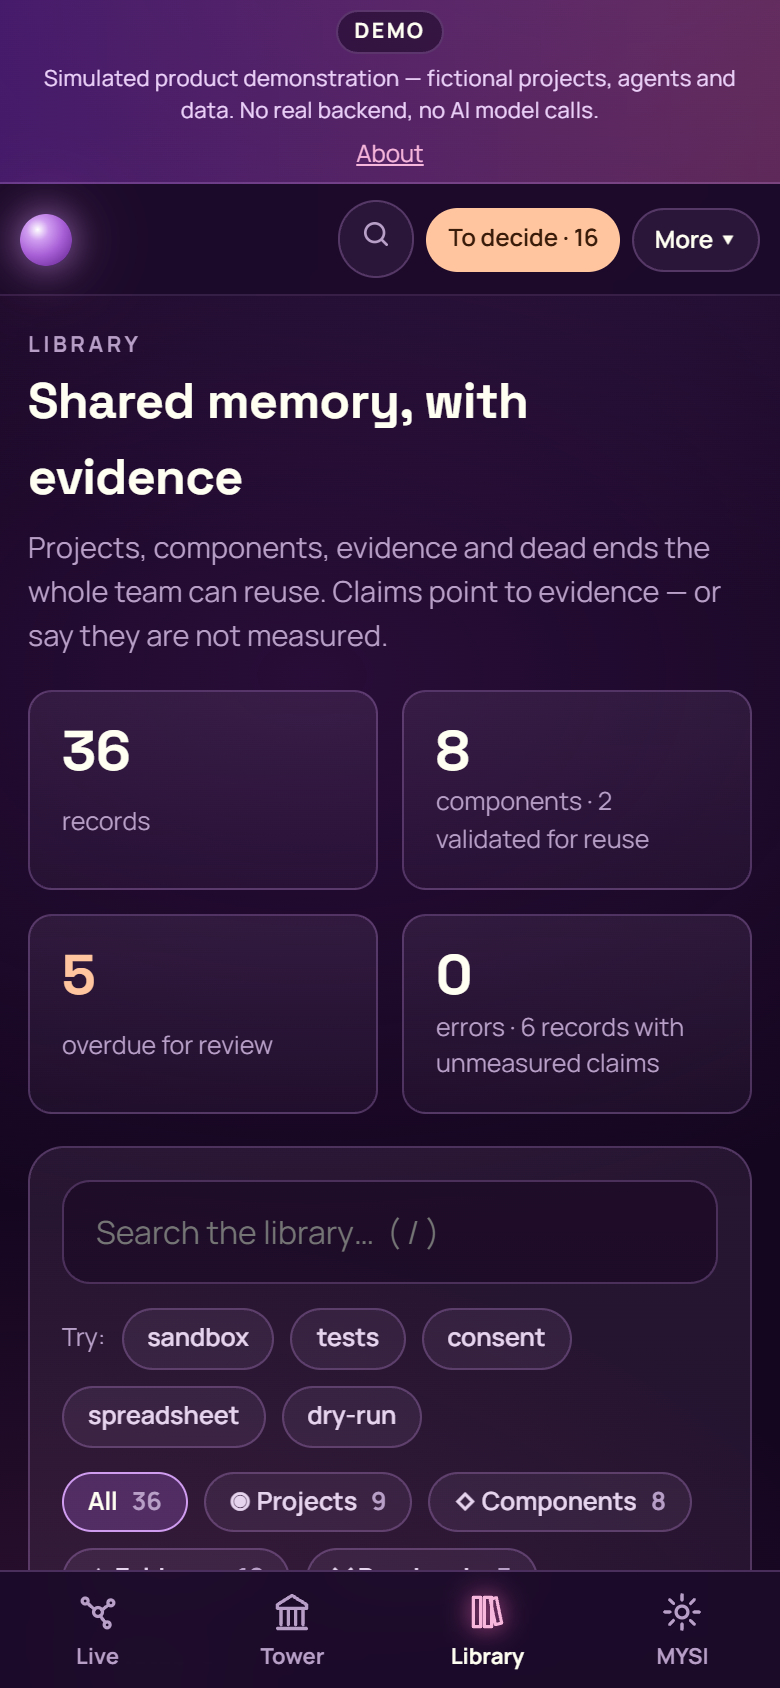 DEMO
Simulated product demonstration — fictional projects, agents and
data. No real backend, no AI model calls.
About
To decide · 16
More ▼
LIBRARY
Shared memory, with
evidence
Projects, components, evidence and dead ends the
whole team can reuse. Claims point to evidence — or
say they are not measured.
36
records
8
components · 2
validated for reuse
5
overdue for review
0
errors · 6 records with
unmeasured claims
Search the library… ( / )
Try: sandbox tests consent
spreadsheet dry-run
All 36 ◉ Projects 9 ◇ Components 8
Live Tower Library MYSI